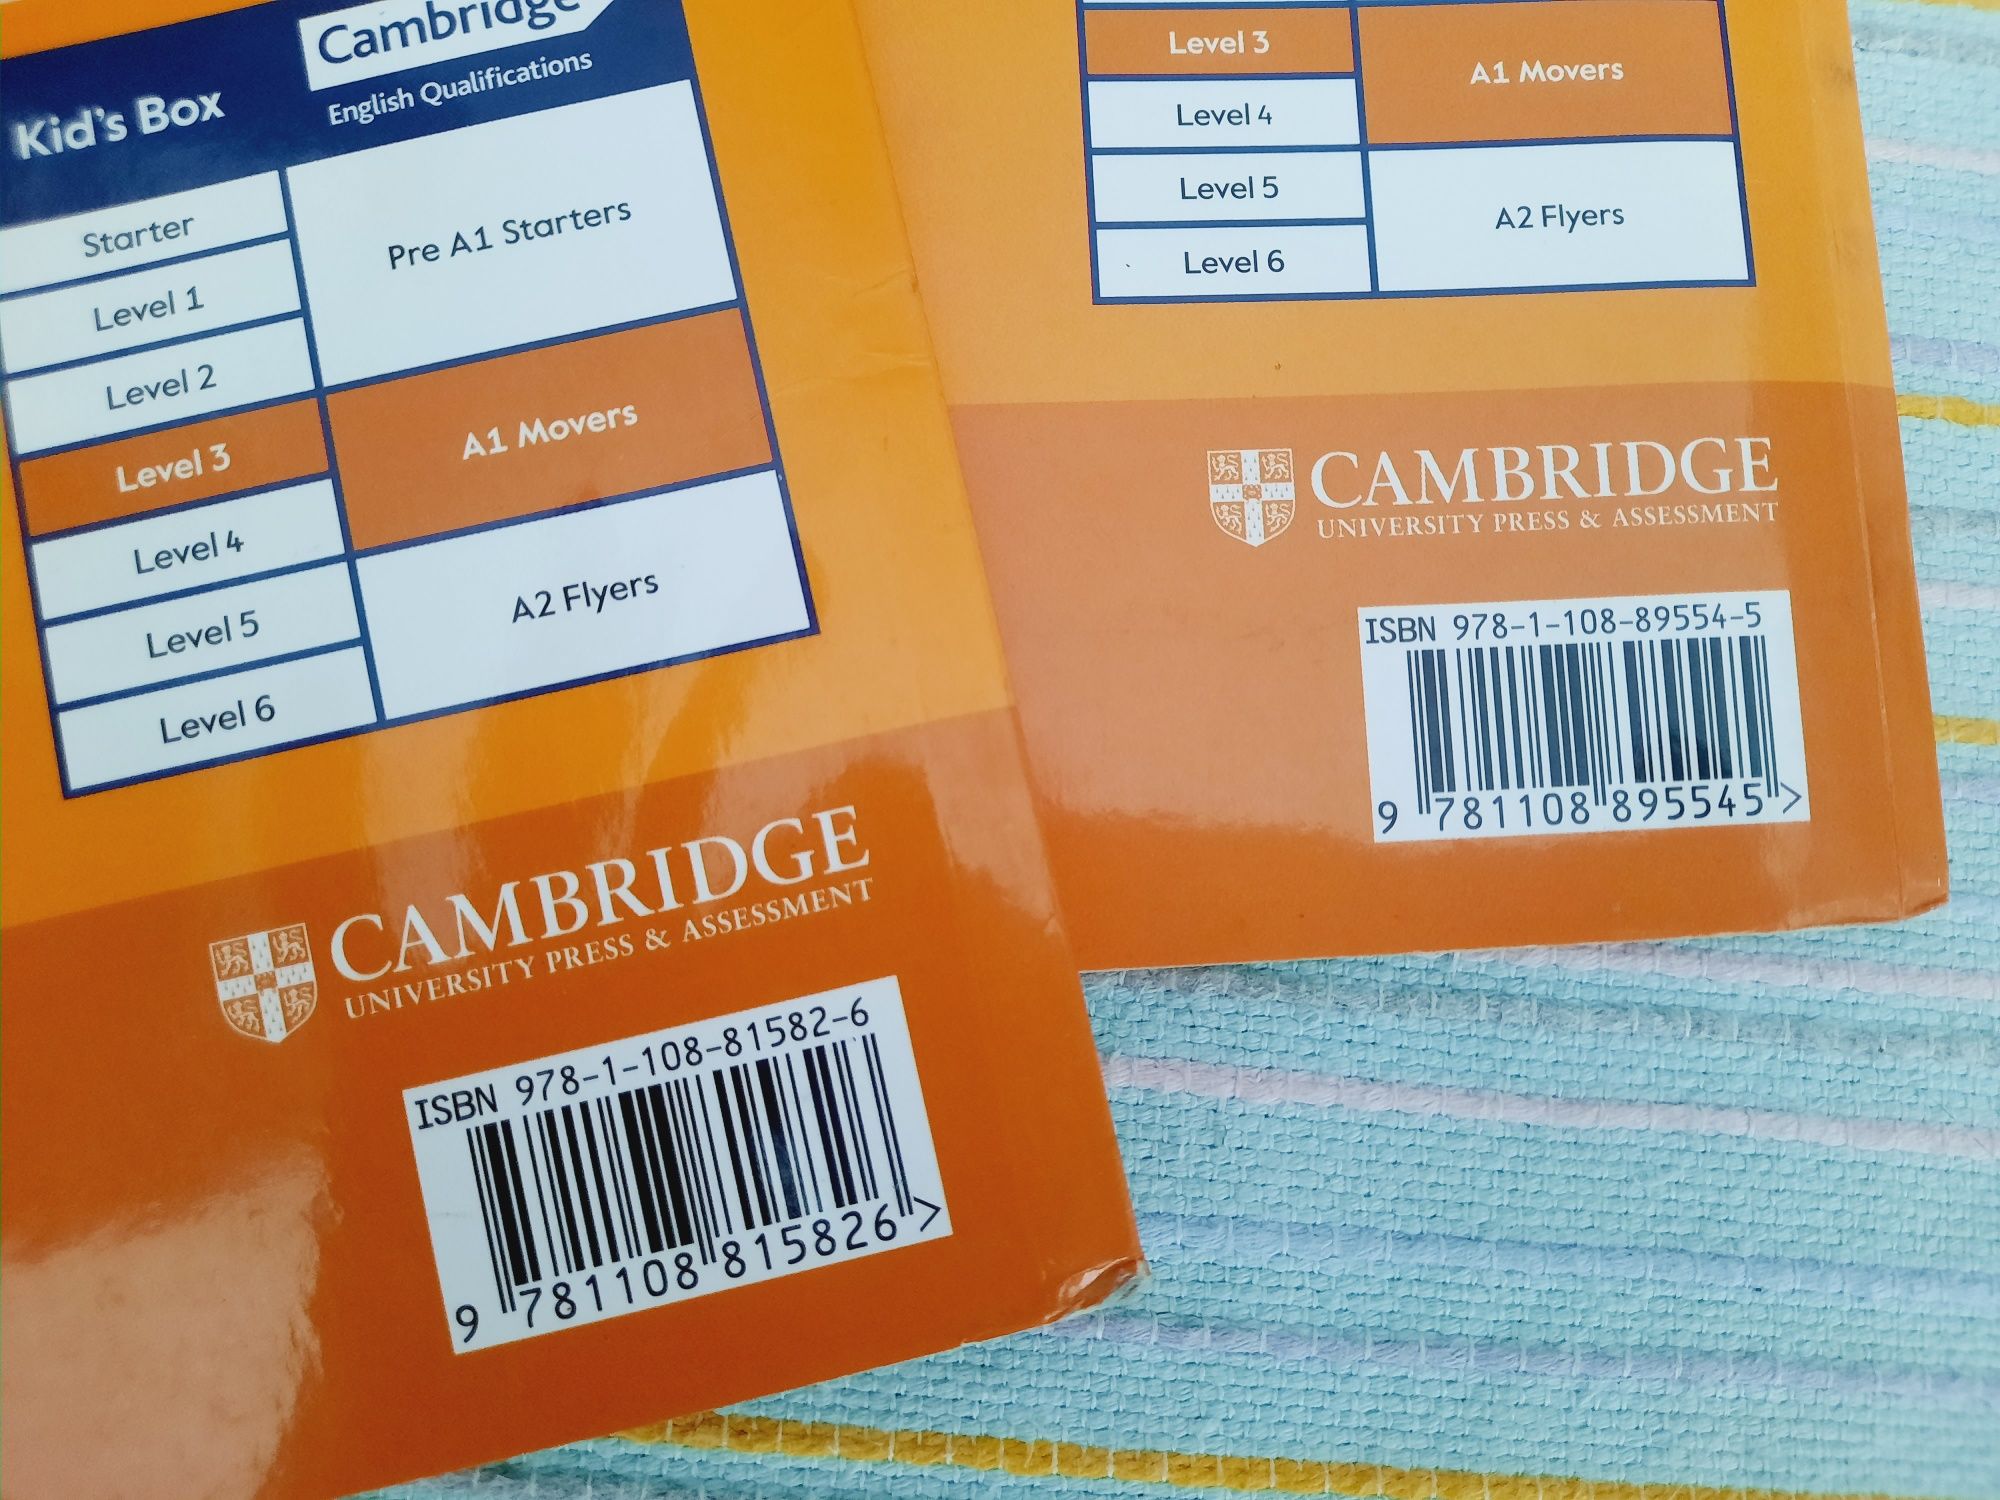 Cambridge
English Qualifications
Kid's Box
Starter
Level 1
Level 2
Level 3
Level 4
Level 5
Level 6
Pre A1 Starters
A1 Movers
A2 Flyers
CAMBRIDGE
UNIVERSITY PRESS & ASSESSMENT
ISBN 978-1-108-81582-6
9 781108 815826 >
Level 3
Level 4
Level 5
Level 6
A1 Movers
A2 Flyers
CAMBRIDGE
UNIVERSITY PRESS & ASSESSMENT
ISBN 978-1-108-89554-5
9 781108 895545 >